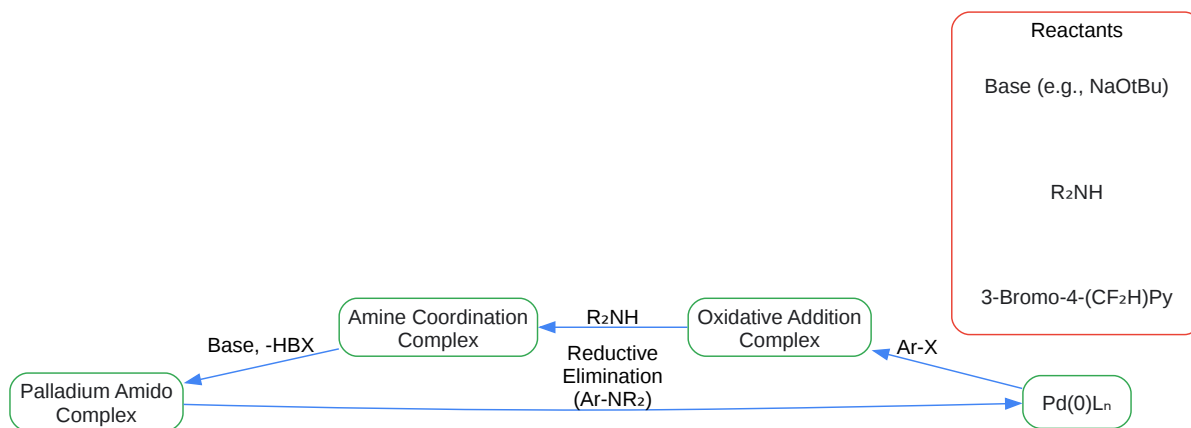 Reactants
Base (e.g., NaOtBu)
R₂NH
3-Bromo-4-(CF₂H)Py
Amine Coordination
Complex
R₂NH
Oxidative Addition
Complex
Base, -HBX
Reductive
Elimination
(Ar-NR₂)
Ar-X
Palladium Amido
Complex
Pd(0)Lₙ